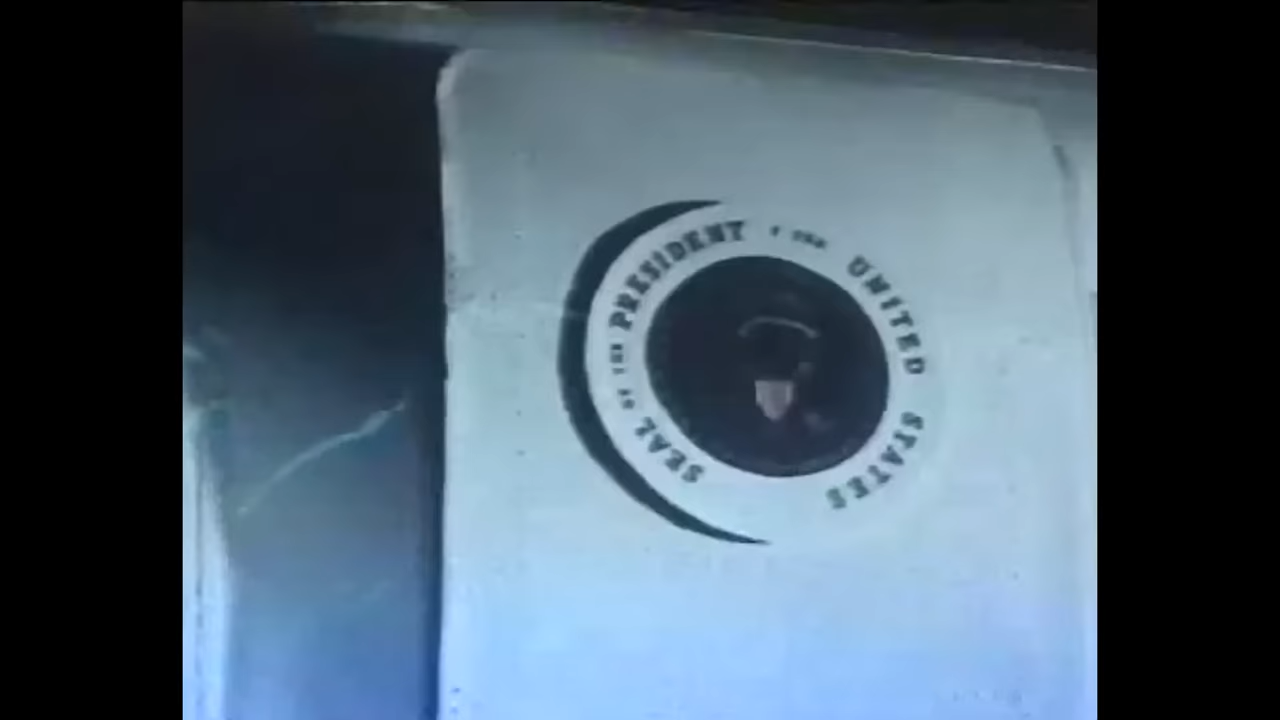 SEAL OF THE PRESIDENT OF THE UNITED STATES